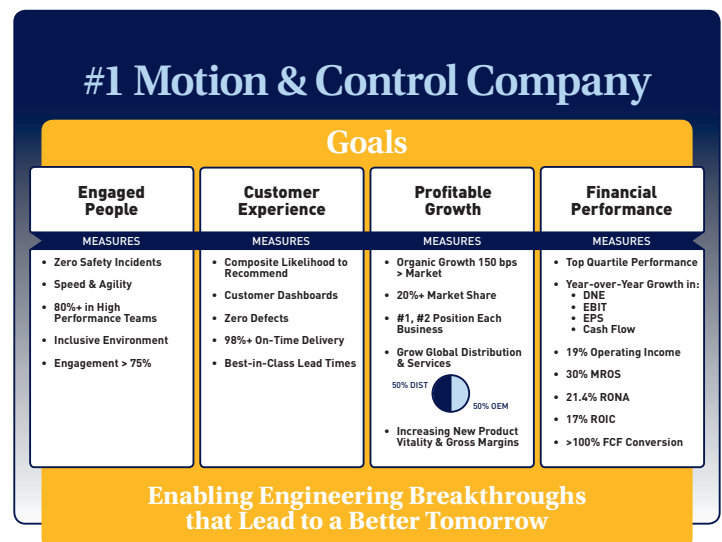 #1 Motion & Control Company
Goals
Engaged
People
MEASURES
• Zero Safety Incidents
• Speed & Agility
• 80%+ in High
Performance Teams
• Inclusive Environment
• Engagement > 75%
Customer
Experience
MEASURES
• Composite Likelihood to
Recommend
• Customer Dashboards
• Zero Defects
• 98%+ On-Time Delivery
• Best-in-Class Lead Times
Profitable
Growth
MEASURES
• Organic Growth 150 bps
> Market
• 20%+ Market Share
• #1, #2 Position Each
Business
• Grow Global Distribution
& Services
50% DIST
50% OEM
• Increasing New Product
Vitality & Gross Margins
Financial
Performance
MEASURES
• Top Quartile Performance
• Year-over-Year Growth in:
• DNE
• EBIT
• EPS
• Cash Flow
• 19% Operating Income
• 30% MROS
• 21.4% RONA
• 17% ROIC
• >100% FCF Conversion
Enabling Engineering Breakthroughs
that Lead to a Better Tomorrow